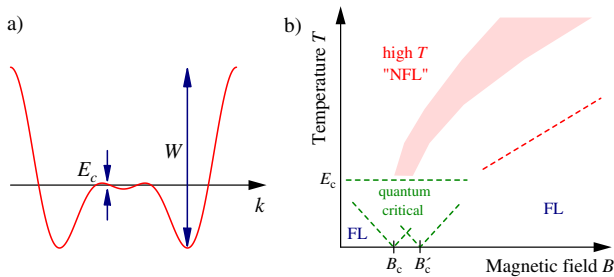 a)
E_c
W
k
b)
Temperature T
high T
"NFL"
E_c
quantum
critical
FL
FL
B_c
B_c′
Magnetic field B